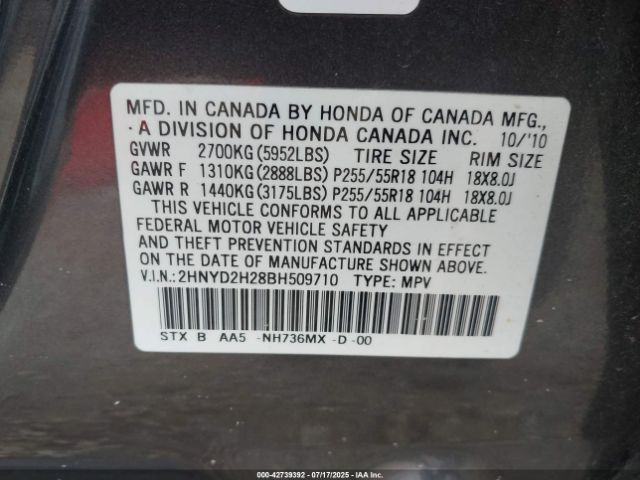 MFD. IN CANADA BY HONDA OF CANADA MFG.,
A DIVISION OF HONDA CANADA INC. 10/'10
GVWR 2700KG(5952LBS) TIRE SIZE RIM SIZE
GAWR F 1310KG(2888LBS) P255/55R18 104H 18X8.0J
GAWR R 1440KG(3175LBS) P255/55R18 104H 18X8.0J
THIS VEHICLE CONFORMS TO ALL APPLICABLE
FEDERAL MOTOR VEHICLE SAFETY
AND THEFT PREVENTION STANDARDS IN EFFECT
ON THE DATE OF MANUFACTURE SHOWN ABOVE.
V.I.N.:2HNYD2H28BH509710 TYPE: MPV
STX B AA5 -NH736MX -D -00
000-42739392 - 07/17/2025 - IAAI.COM